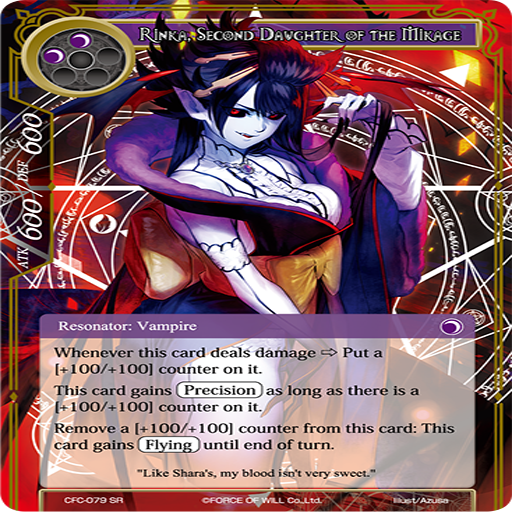 Rinka, Second Daughter of the Mikage
DEF 600
ATK 600
Resonator: Vampire
Whenever this card deals damage ⇨ Put a
[+100/+100] counter on it.
This card gains Precision as long as there is a
[+100/+100] counter on it.
Remove a [+100/+100] counter from this card: This
card gains Flying until end of turn.
"Like Shara's, my blood isn't very sweet."
CFC-079 SR ©FORCE OF WILL Co.,Ltd. Illust/Azusa